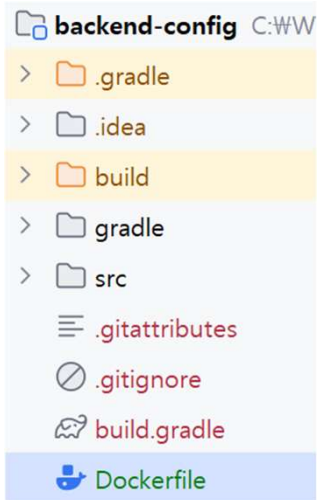 backend-config C:₩W
.gradle
.idea
build
gradle
src
.gitattributes
.gitignore
build.gradle
Dockerfile